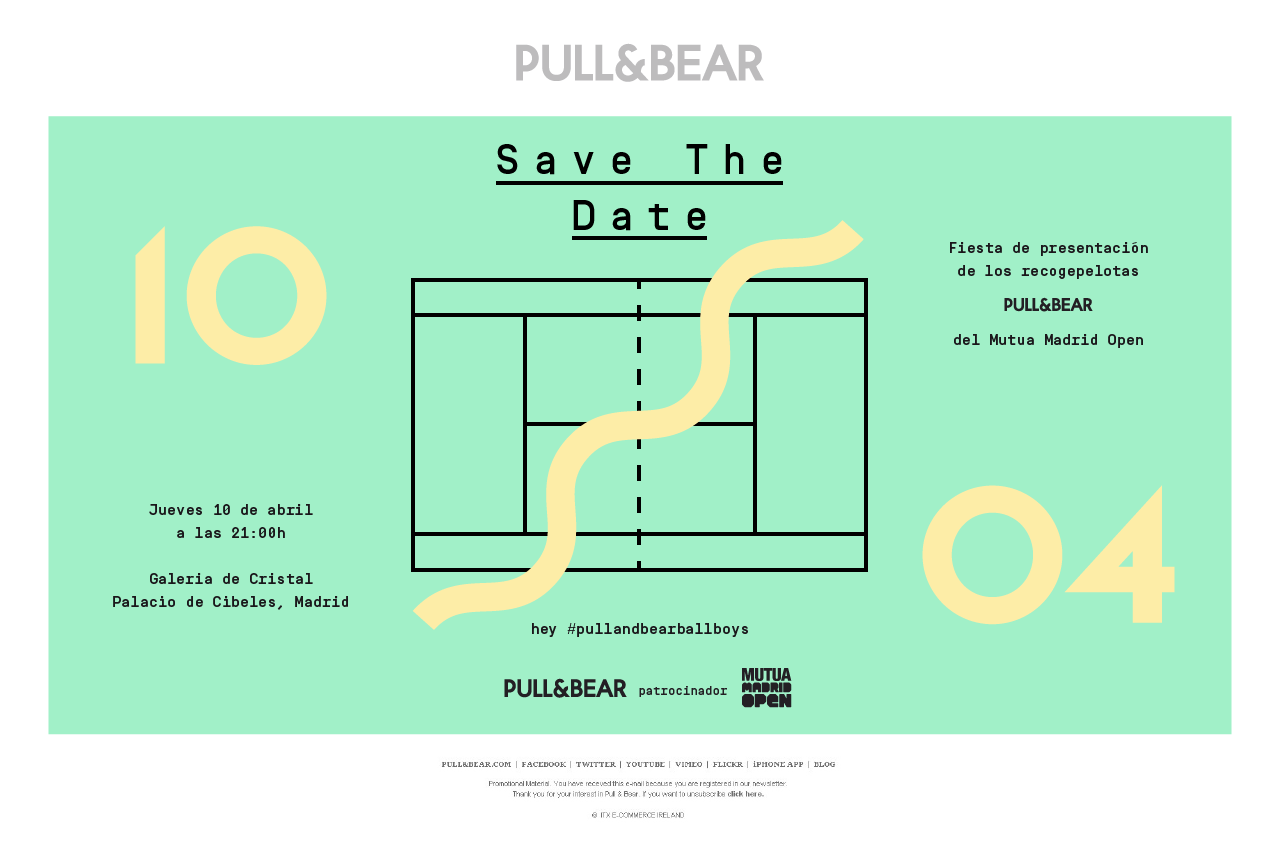 PULL&BEAR
Save The
Date
10
Fiesta de presentación
de los recogepelotas
PULL&BEAR
del Mutua Madrid Open
Jueves 10 de abril
a las 21:00h
Galeria de Cristal
Palacio de Cibeles, Madrid
04
hey #pullandbearballboys
PULL&BEAR patrocinador MUTUA
MADRID
OPEN
PULL&BEAR.COM | FACEBOOK | TWITTER | YOUTUBE | VIMEO | FLICKR | iPHONE APP | BLOG
Promotional Material. You have receved this e-mail because you are registered in our newsletter.
Thank you for your interest in Pull & Bear. If you want to unsubscribe click here.
© ITX E-COMMERCE IRELAND